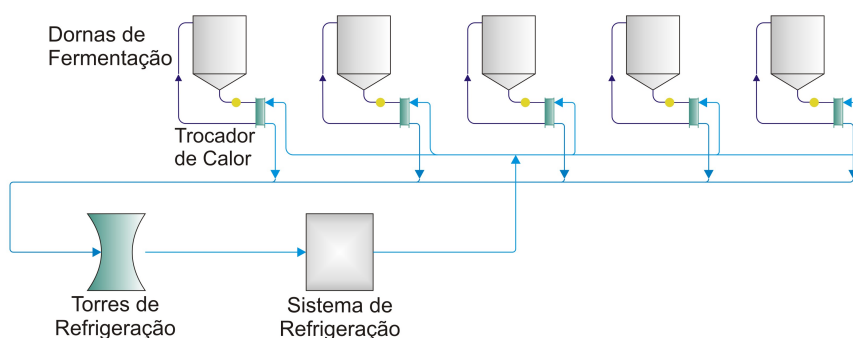 Dornas de
Fermentação
Trocador
de Calor
Torres de
Refrigeração
Sistema de
Refrigeração